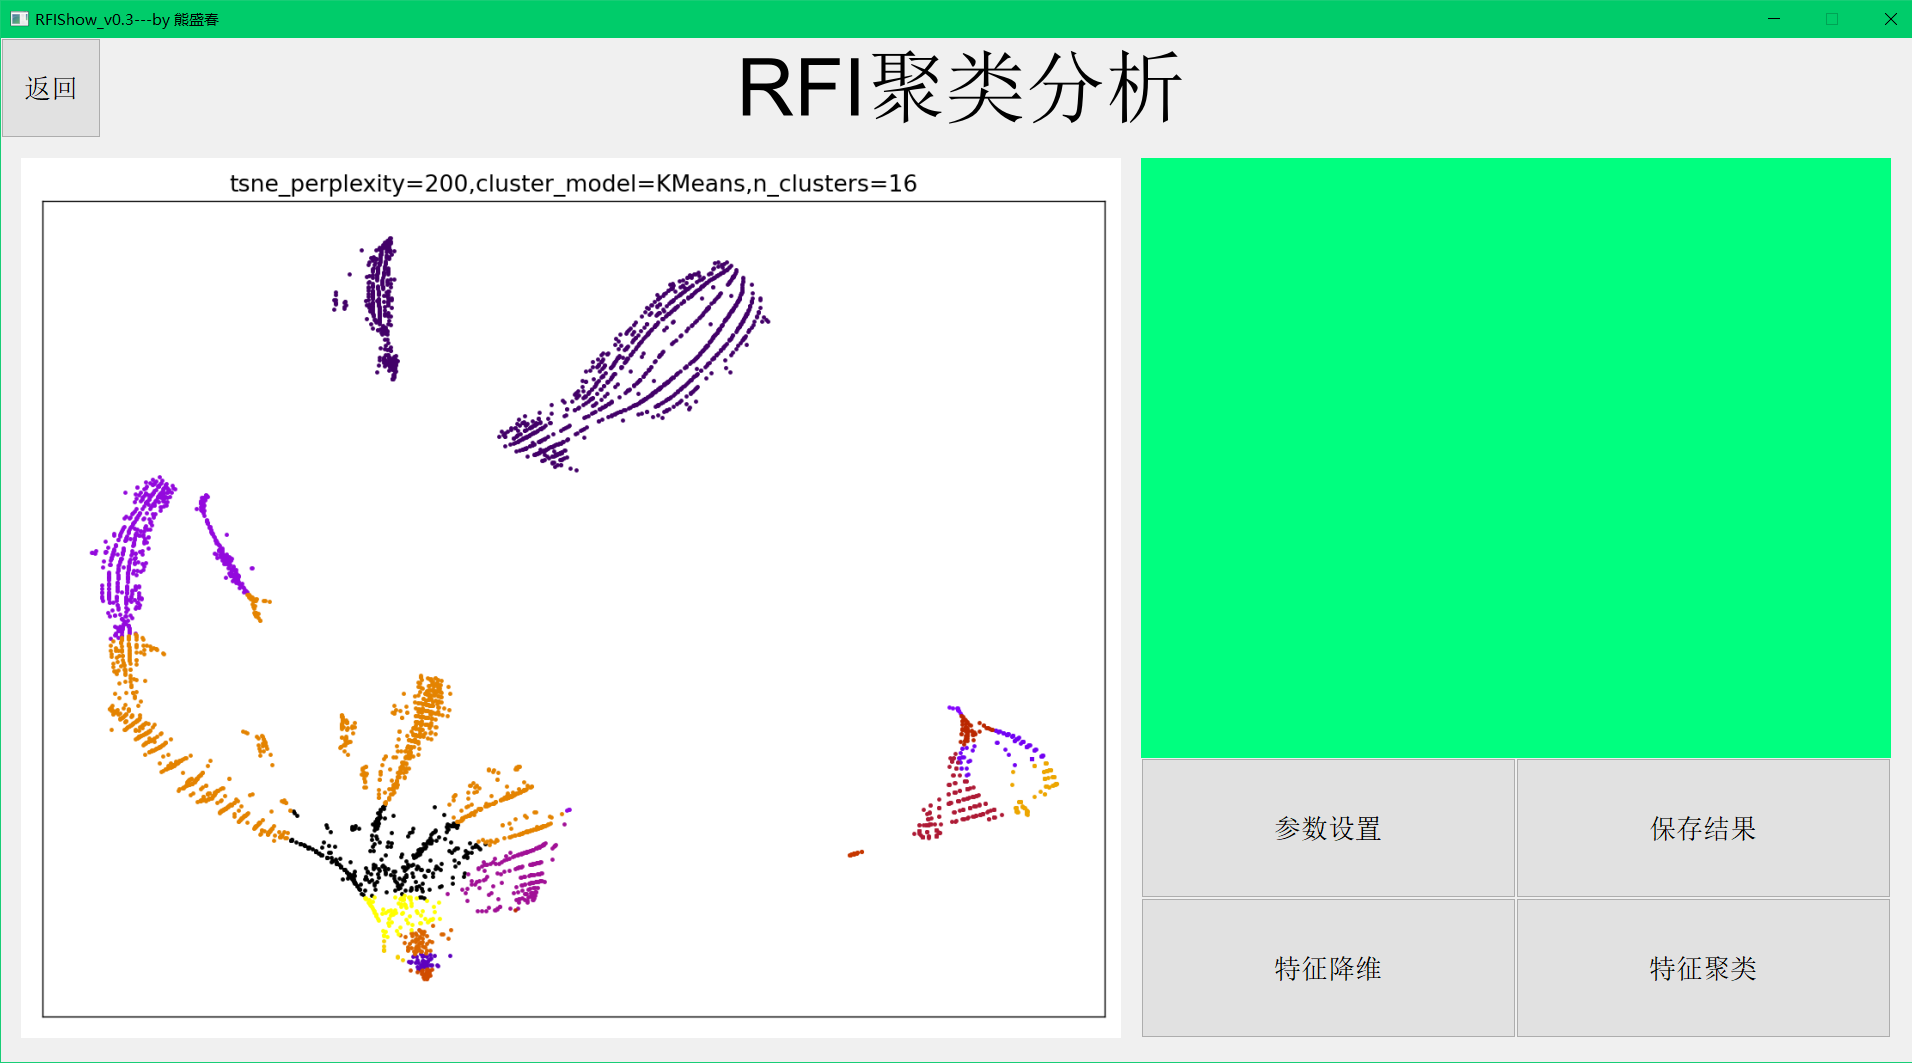 RFIShow_v0.3---by 熊盛春
返回
RFI聚类分析
tsne_perplexity=200,cluster_model=KMeans,n_clusters=16
参数设置
保存结果
特征降维
特征聚类